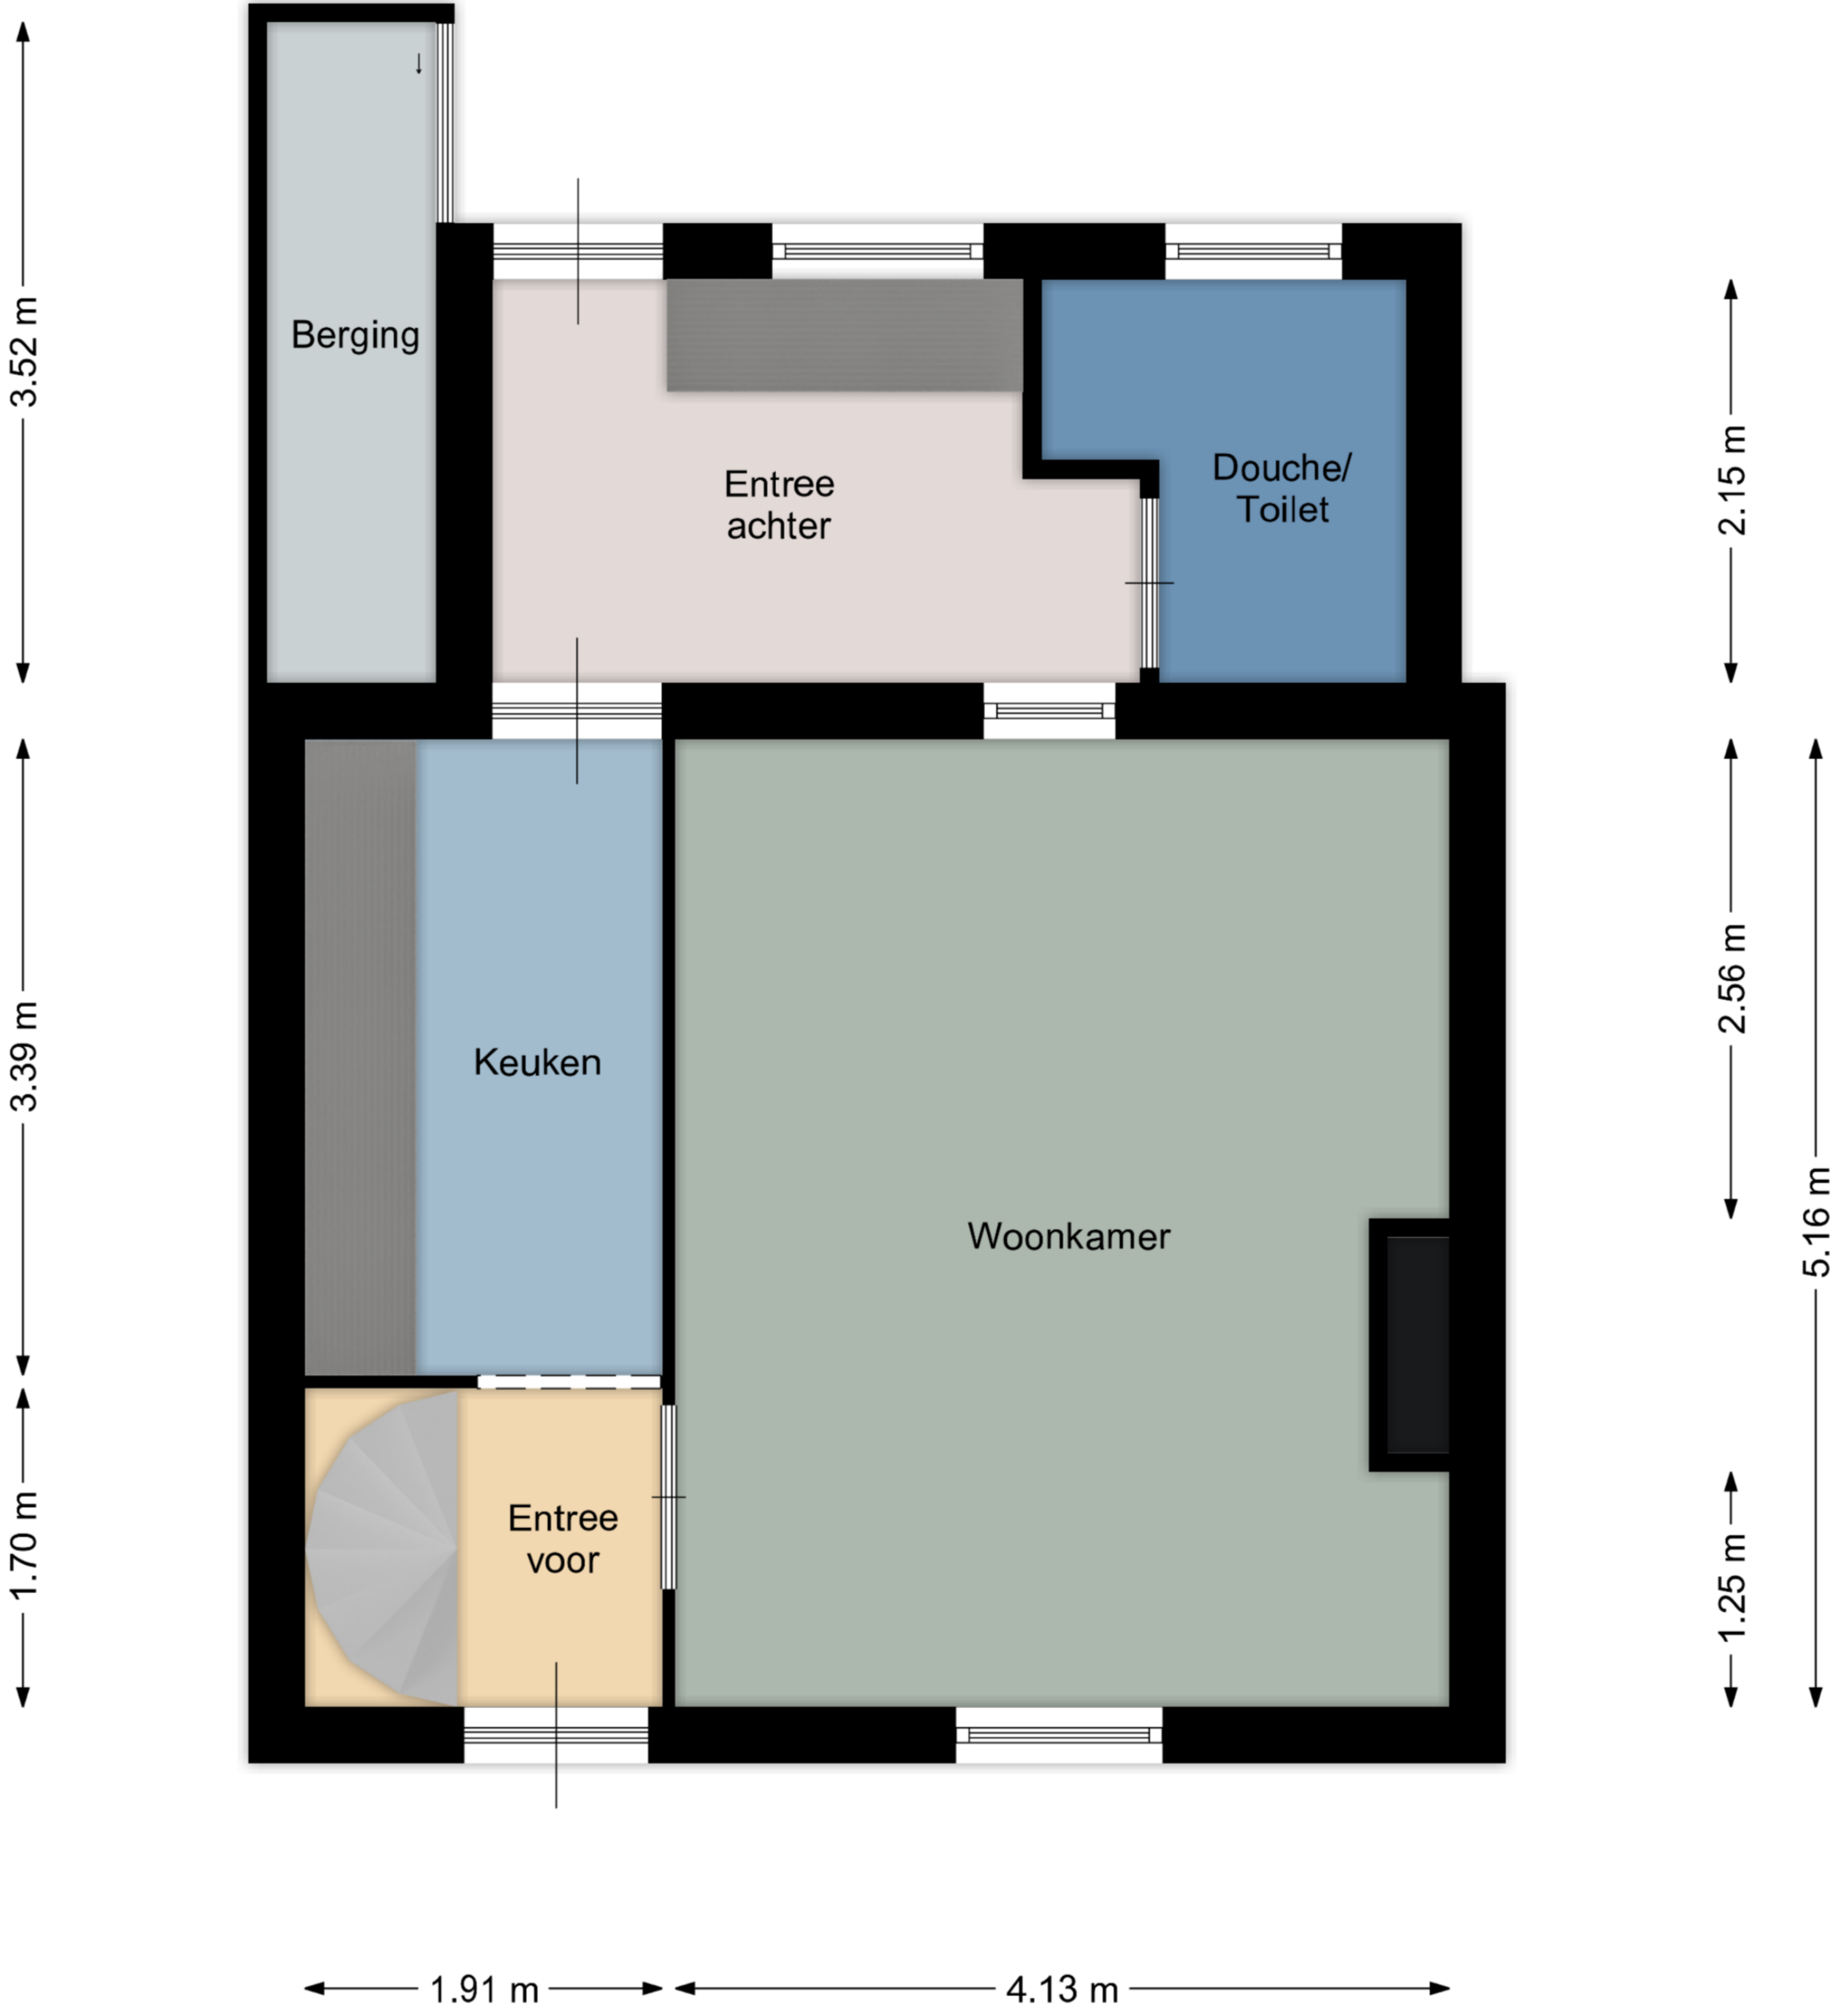 3.52 m
Berging
Entree
achter
Douche/
Toilet
2.15 m
3.39 m
Keuken
2.56 m
Woonkamer
5.16 m
1.70 m
Entree
voor
1.25 m
1.91 m
4.13 m